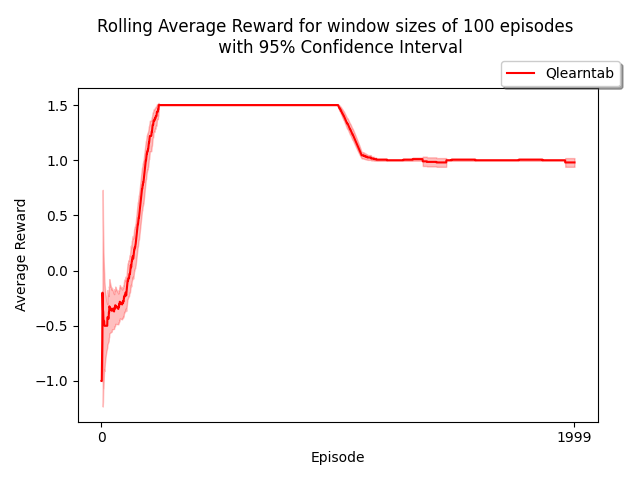 Rolling Average Reward for window sizes of 100 episodes
with 95% Confidence Interval
Qlearntab
1.5
1.0
0.5
0.0
−0.5
−1.0
Average Reward
0
1999
Episode